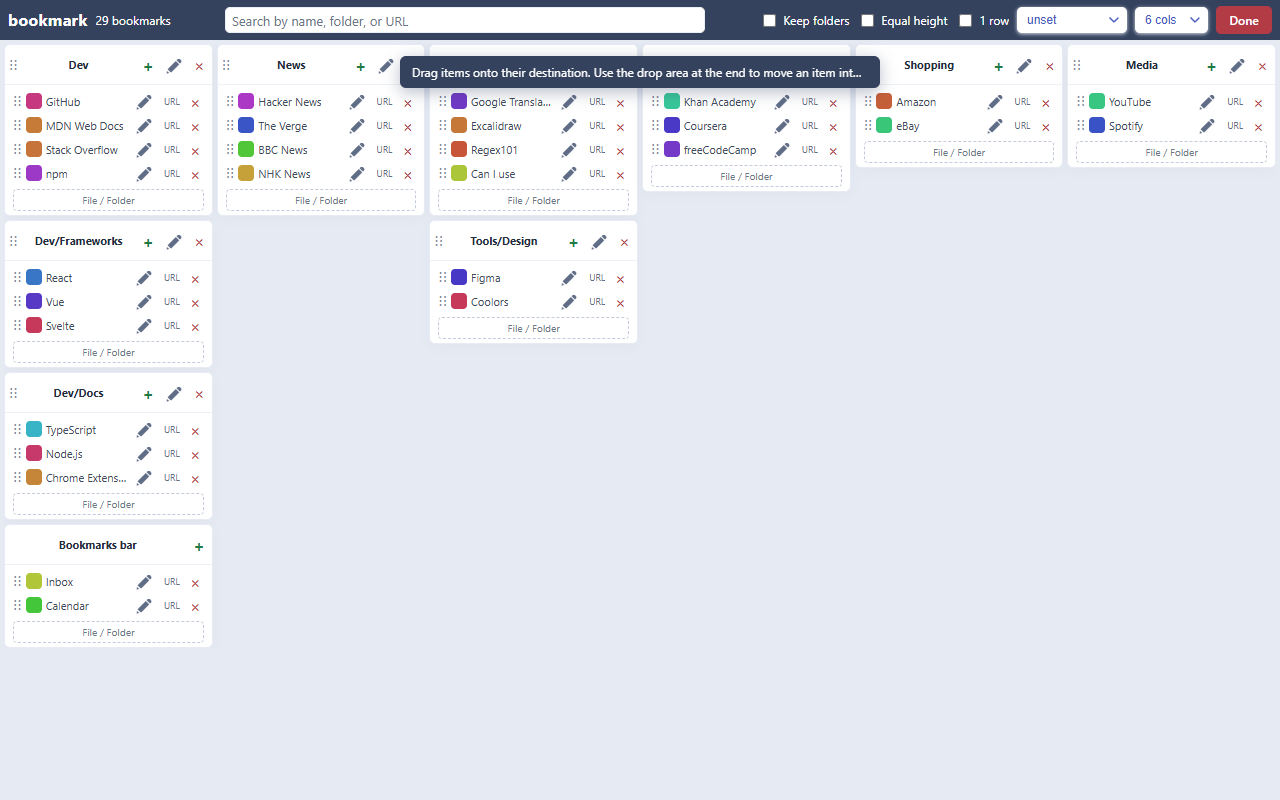 bookmark 29 bookmarks
Search by name, folder, or URL
Keep folders
Equal height
1 row
unset
6 cols
Done
Drag items onto their destination. Use the drop area at the end to move an item int...
Dev + ×
GitHub URL ×
MDN Web Docs URL ×
Stack Overflow URL ×
npm URL ×
File / Folder
Dev/Frameworks + ×
React URL ×
Vue URL ×
Svelte URL ×
File / Folder
Dev/Docs + ×
TypeScript URL ×
Node.js URL ×
Chrome Extens... URL ×
File / Folder
Bookmarks bar +
Inbox URL ×
Calendar URL ×
File / Folder
News +
Hacker News URL ×
The Verge URL ×
BBC News URL ×
NHK News URL ×
File / Folder
Google Transla... URL ×
Excalidraw URL ×
Regex101 URL ×
Can I use URL ×
File / Folder
Tools/Design + ×
Figma URL ×
Coolors URL ×
File / Folder
Khan Academy URL ×
Coursera URL ×
freeCodeCamp URL ×
File / Folder
Shopping + ×
Amazon URL ×
eBay URL ×
File / Folder
Media + ×
YouTube URL ×
Spotify URL ×
File / Folder